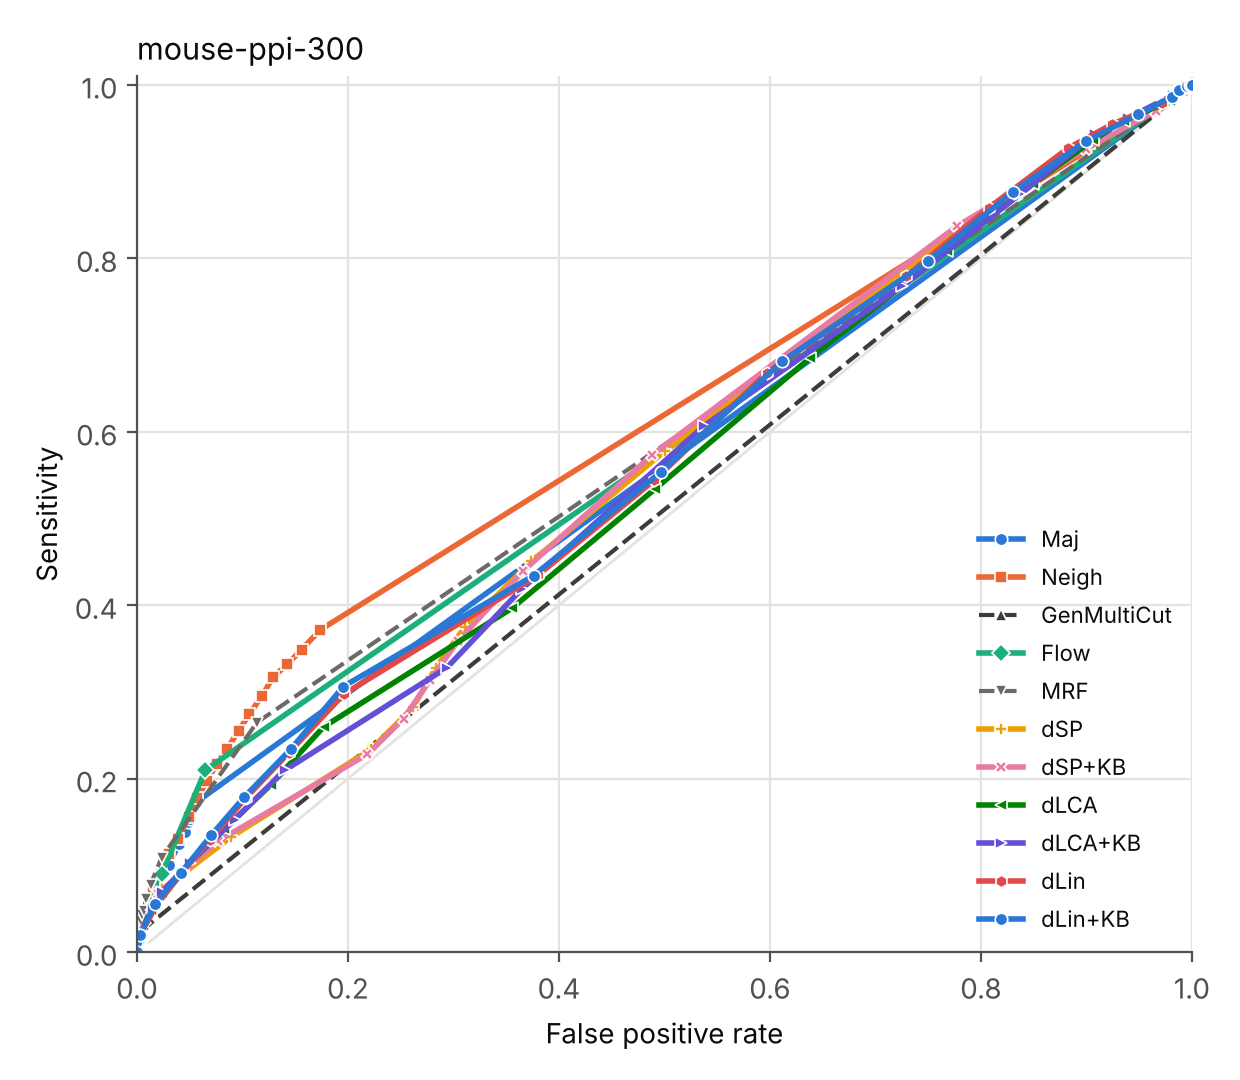 mouse-ppi-300
1.0
0.8
0.6
0.4
0.2
0.0
Sensitivity
Maj
Neigh
GenMultiCut
Flow
MRF
dSP
dSP+KB
dLCA
dLCA+KB
dLin
dLin+KB
0.0 0.2 0.4 0.6 0.8 1.0
False positive rate